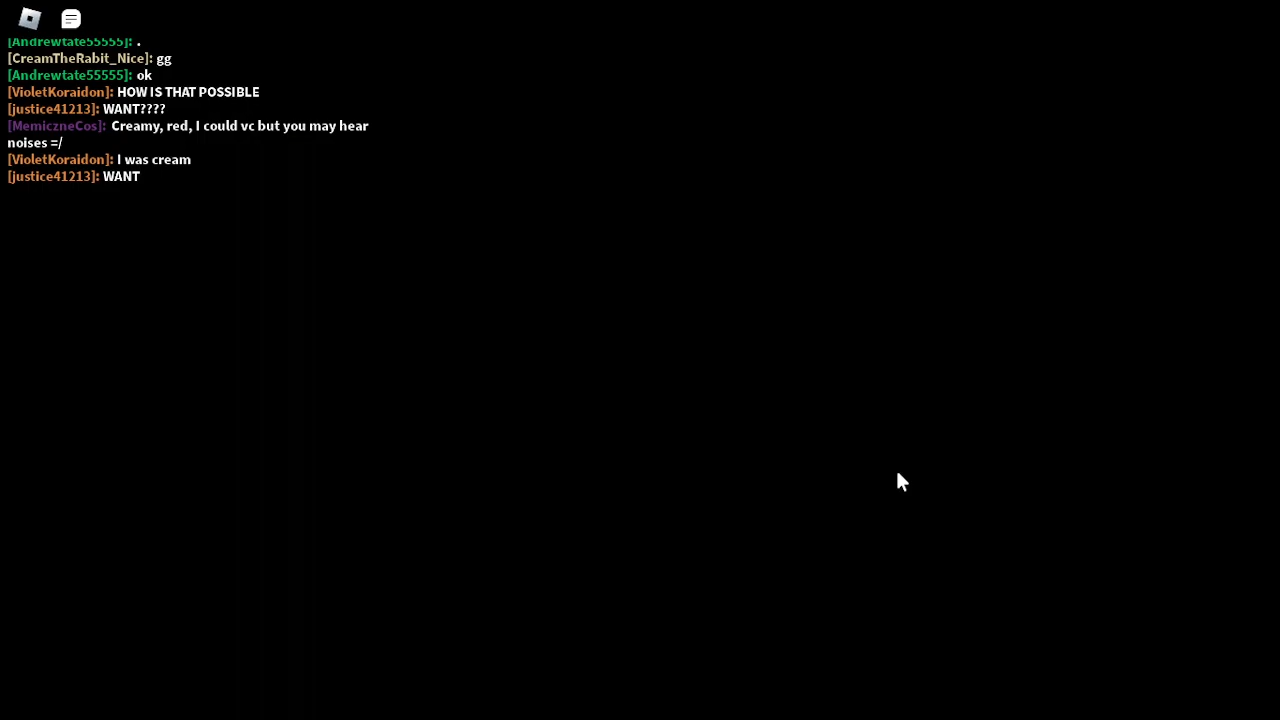 [Andrewtate55555]: .
[CreamTheRabit_Nice]: gg
[Andrewtate55555]: ok
[VioletKoraidon]: HOW IS THAT POSSIBLE
[justice41213]: WANT????
[MemiczneCos]: Creamy, red, I could vc but you may hear
noises =/
[VioletKoraidon]: I was cream
[justice41213]: WANT